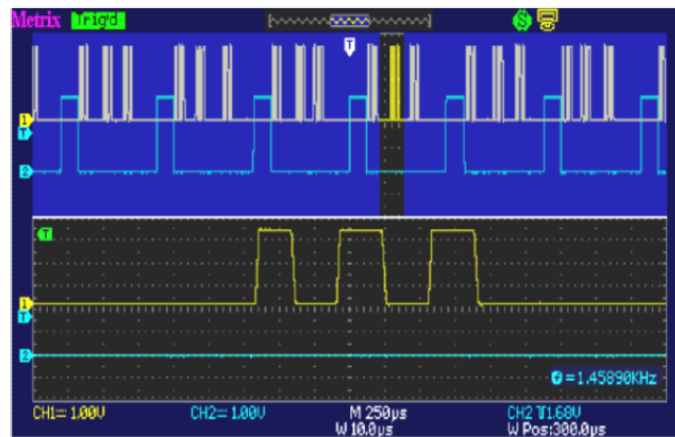 Metrix Trig'd
T
1
T
2
T
1
T
2
f=1.45890KHz
CH1= 1.00V CH2= 1.00V M 250µs CH2 1.68V
W 10.0µs W Pos:300.0µs